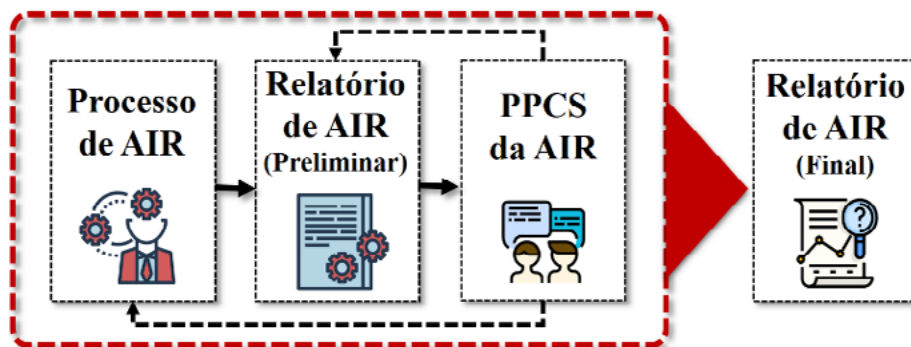 Processo
de AIR
Relatório
de AIR
(Preliminar)
PPCS
da AIR
Relatório
dc AIR
(Final)
?